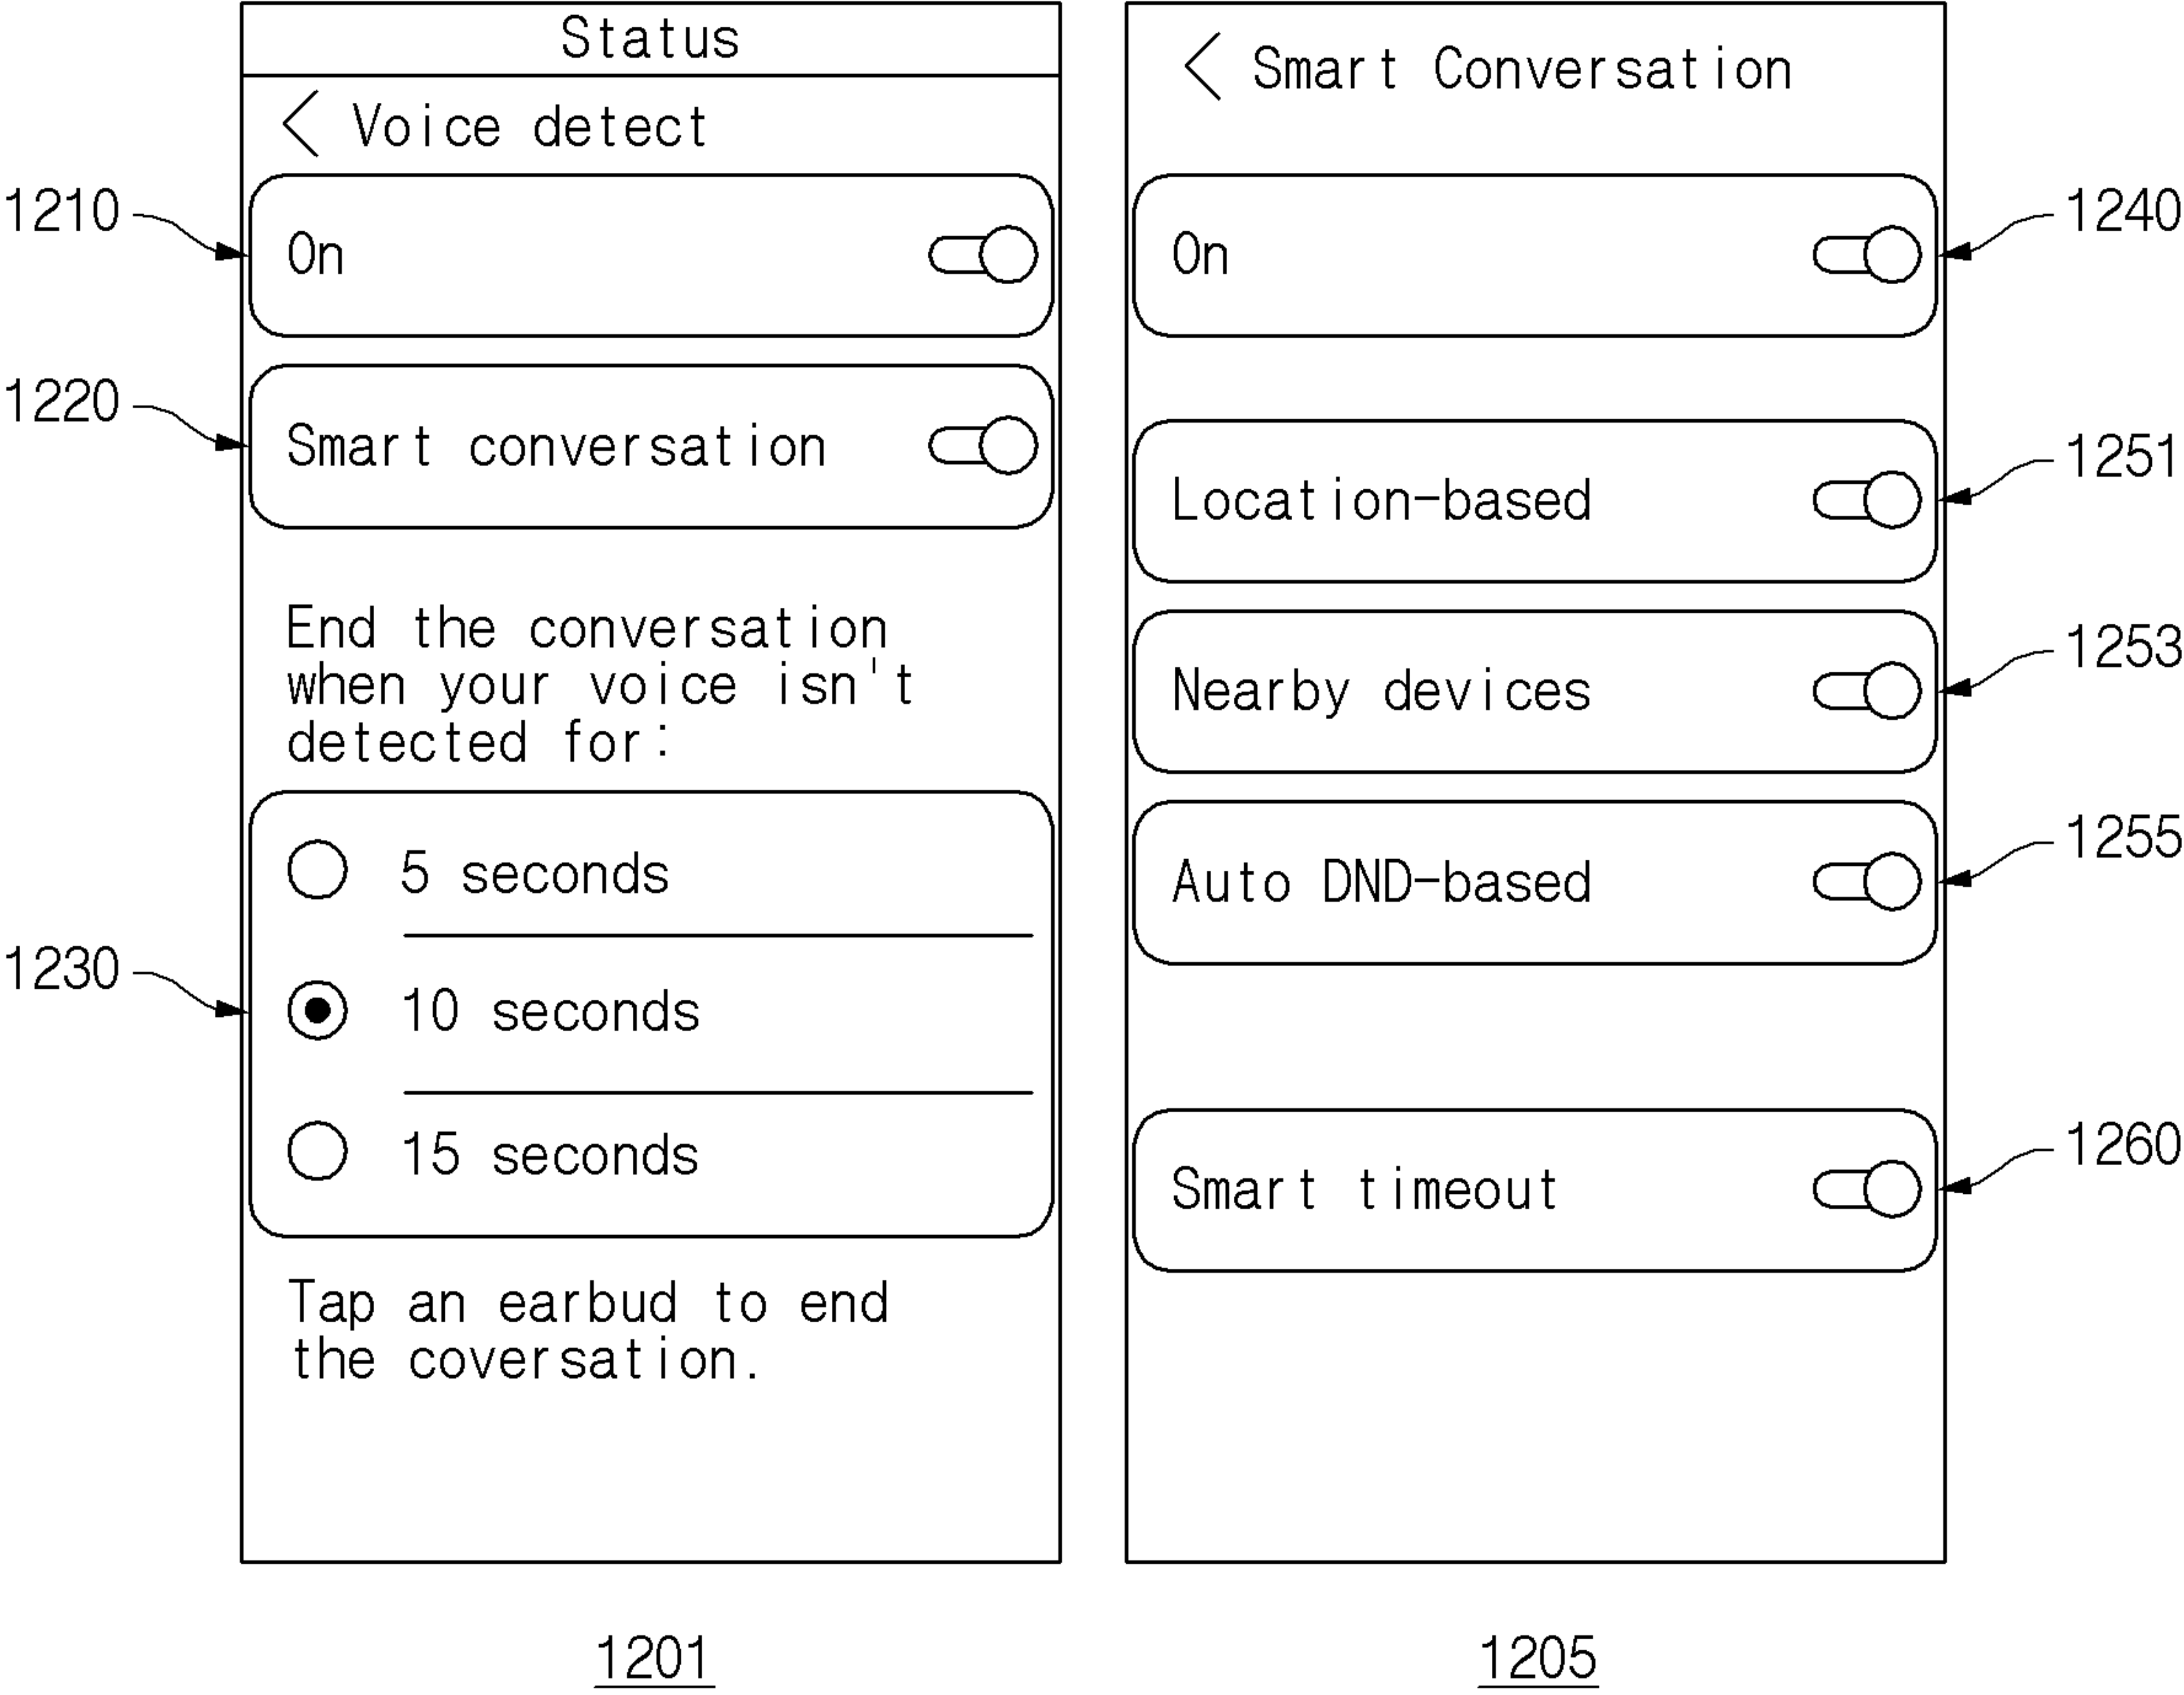 Status
Voice detect
1210
On
1220
Smart conversation
End the conversation
when your voice isn't
detected for:
5 seconds
1230
10 seconds
15 seconds
Tap an earbud to end
the coversation.
1201
Smart Conversation
On
1240
Location-based
1251
Nearby devices
1253
Auto DND-based
1255
Smart timeout
1260
1205